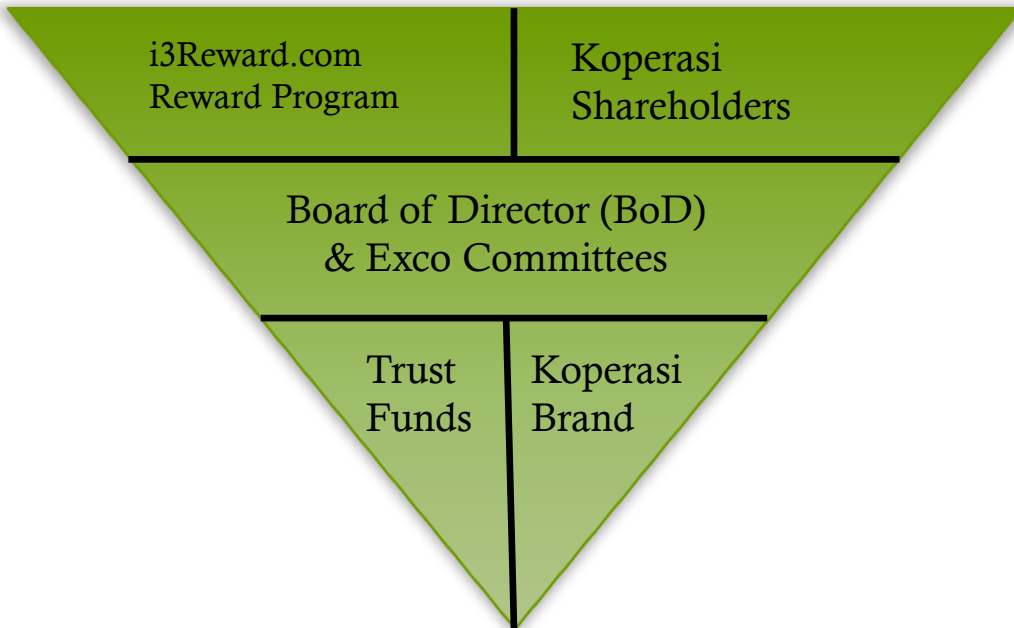 i3Reward.com
Reward Program
Koperasi
Shareholders
Board of Director (BoD)
& Exco Committees
Trust
Funds
Koperasi
Brand